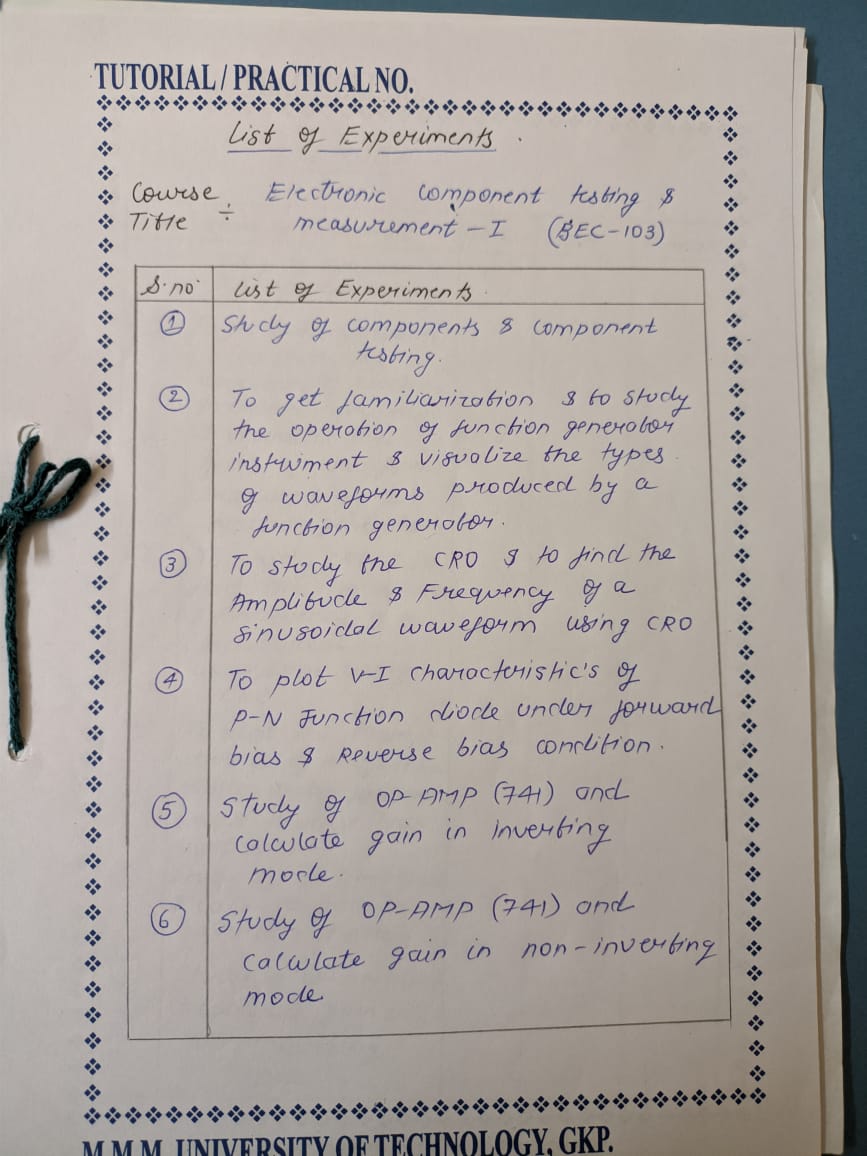 TUTORIAL / PRACTICAL NO.
List of Experiments.
Course Title ÷ Electronic component testing &
measurement - I (BEC-103)
S.no. List of Experiments.
① Study of components & component
testing.
② To get familiarization & to study
the operation of function generator
instrument & visualize the types
of waveforms produced by a
function generator.
③ To study the CRO & to find the
Amplitude & Frequency of a
sinusoidal waveform using CRO
④ To plot V-I characteristic's of
P-N Junction diode under forward
bias & Reverse bias condition.
⑤ Study of OP-AMP (741) and
calculate gain in inverting
mode.
⑥ Study of OP-AMP (741) and
calculate gain in non-inverting
mode
M.M.M. UNIVERSITY OF TECHNOLOGY, GKP.